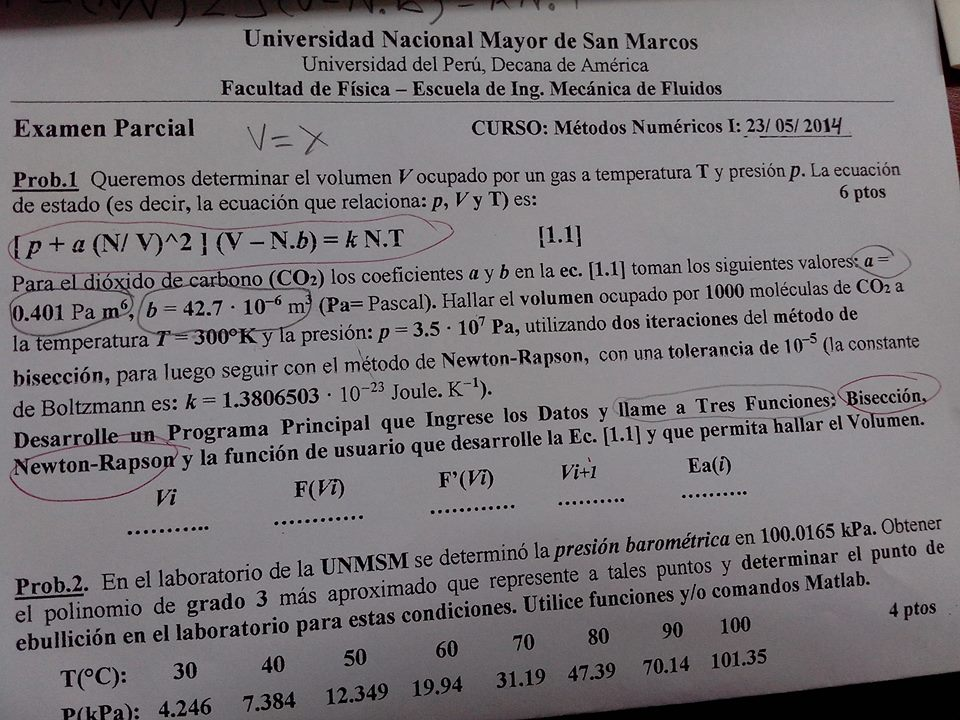 Universidad Nacional Mayor de San Marcos
Universidad del Perú, Decana de América
Facultad de Física – Escuela de Ing. Mecánica de Fluidos
Examen Parcial V = X CURSO: Métodos Numéricos I: 23/ 05/ 2014
Prob.1 Queremos determinar el volumen V ocupado por un gas a temperatura T y presión p. La ecuación
de estado (es decir, la ecuación que relaciona: p, V y T) es: 6 ptos
[ p + a (N/ V)^2 ] (V – N.b) = k N.T [1.1]
Para el dióxido de carbono (CO₂) los coeficientes a y b en la ec. [1.1] toman los siguientes valores: a =
0.401 Pa m⁶, b = 42.7 · 10⁻⁶ m³ (Pa= Pascal). Hallar el volumen ocupado por 1000 moléculas de CO₂ a
la temperatura T = 300°K y la presión: p = 3.5 · 10⁷ Pa, utilizando dos iteraciones del método de
bisección, para luego seguir con el método de Newton-Rapson, con una tolerancia de 10⁻⁵ (la constante
de Boltzmann es: k = 1.3806503 · 10⁻²³ Joule. K⁻¹).
Desarrolle un Programa Principal que Ingrese los Datos y llame a Tres Funciones: Bisección,
Newton-Rapson y la función de usuario que desarrolle la Ec. [1.1] y que permita hallar el Volumen.
Vi F(Vi) F'(Vi) Vi+1 Ea(i)
........... ............ ............ .......... ..........
Prob.2. En el laboratorio de la UNMSM se determinó la presión barométrica en 100.0165 kPa. Obtener
el polinomio de grado 3 más aproximado que represente a tales puntos y determinar el punto de
ebullición en el laboratorio para estas condiciones. Utilice funciones y/o comandos Matlab.
4 ptos
T(°C): 30 40 50 60 70 80 90 100
P(kPa): 4.246 7.384 12.349 19.94 31.19 47.39 70.14 101.35